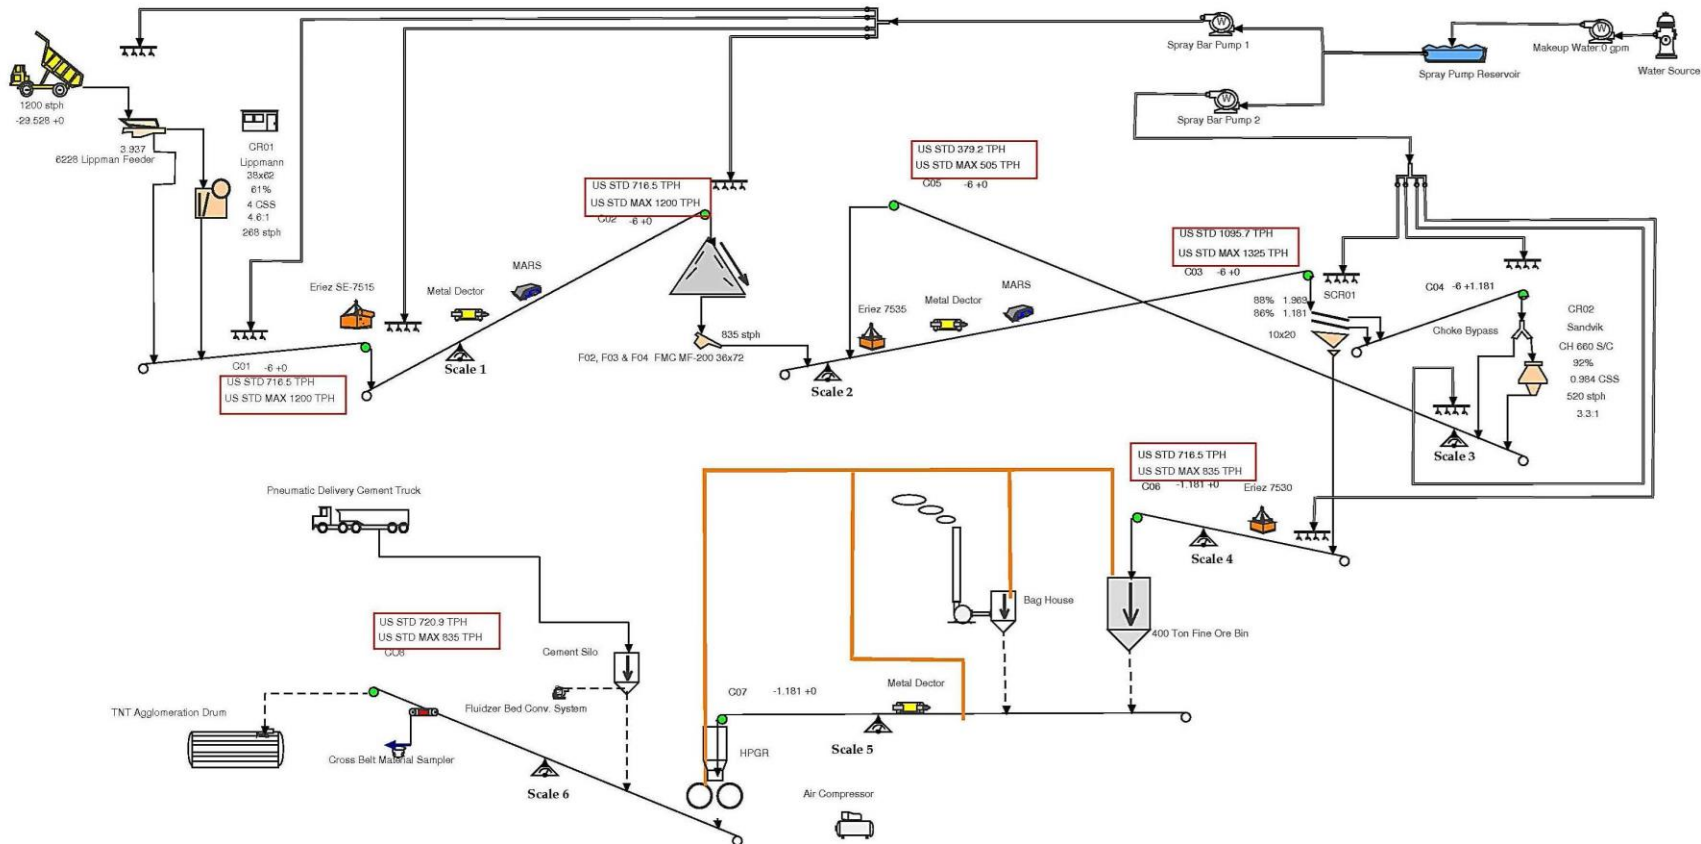 Spray Bar Pump 1
Makeup Water:0 gpm
Spray Pump Reservoir
Water Source
W
W
W
Spray Bar Pump 2
1200 stph
-29.528 +0
3.937
6228 Lippman Feeder
CR01
Lippmann
38x62
61%
4 CSS
4.6:1
268 stph
US STD 379.2 TPH
US STD MAX 505 TPH
C05 -6 +0
US STD 716.5 TPH
US STD MAX 1200 TPH
C02 -6 +0
US STD 1095.7 TPH
US STD MAX 1325 TPH
C03 -6 +0
MARS
Metal Dector
Eriez SE-7515
Scale 1
C01 -6 +0
US STD 716.5 TPH
US STD MAX 1200 TPH
835 stph
F02, F03 & F04 FMC MF-200 36x72
Eriez 7535
Metal Dector
MARS
Scale 2
SCR01
88% 1.969
86% 1.181
10x20
C04 -6 +1.181
Choke Bypass
CR02
Sandvik
CH 660 S/C
92%
0.984 CSS
520 stph
3.3:1
Scale 3
US STD 716.5 TPH
US STD MAX 835 TPH
C06 -1.181 +0 Eriez 7530
Scale 4
Pneumatic Delivery Cement Truck
Bag House
400 Ton Fine Ore Bin
US STD 720.9 TPH
US STD MAX 835 TPH
C08
Cement Silo
Fluidzer Bed Conv. System
TNT Agglomeration Drum
Cross Belt Material Sampler
Scale 6
C07 -1.181 +0
Metal Dector
Scale 5
HPGR
Air Compressor